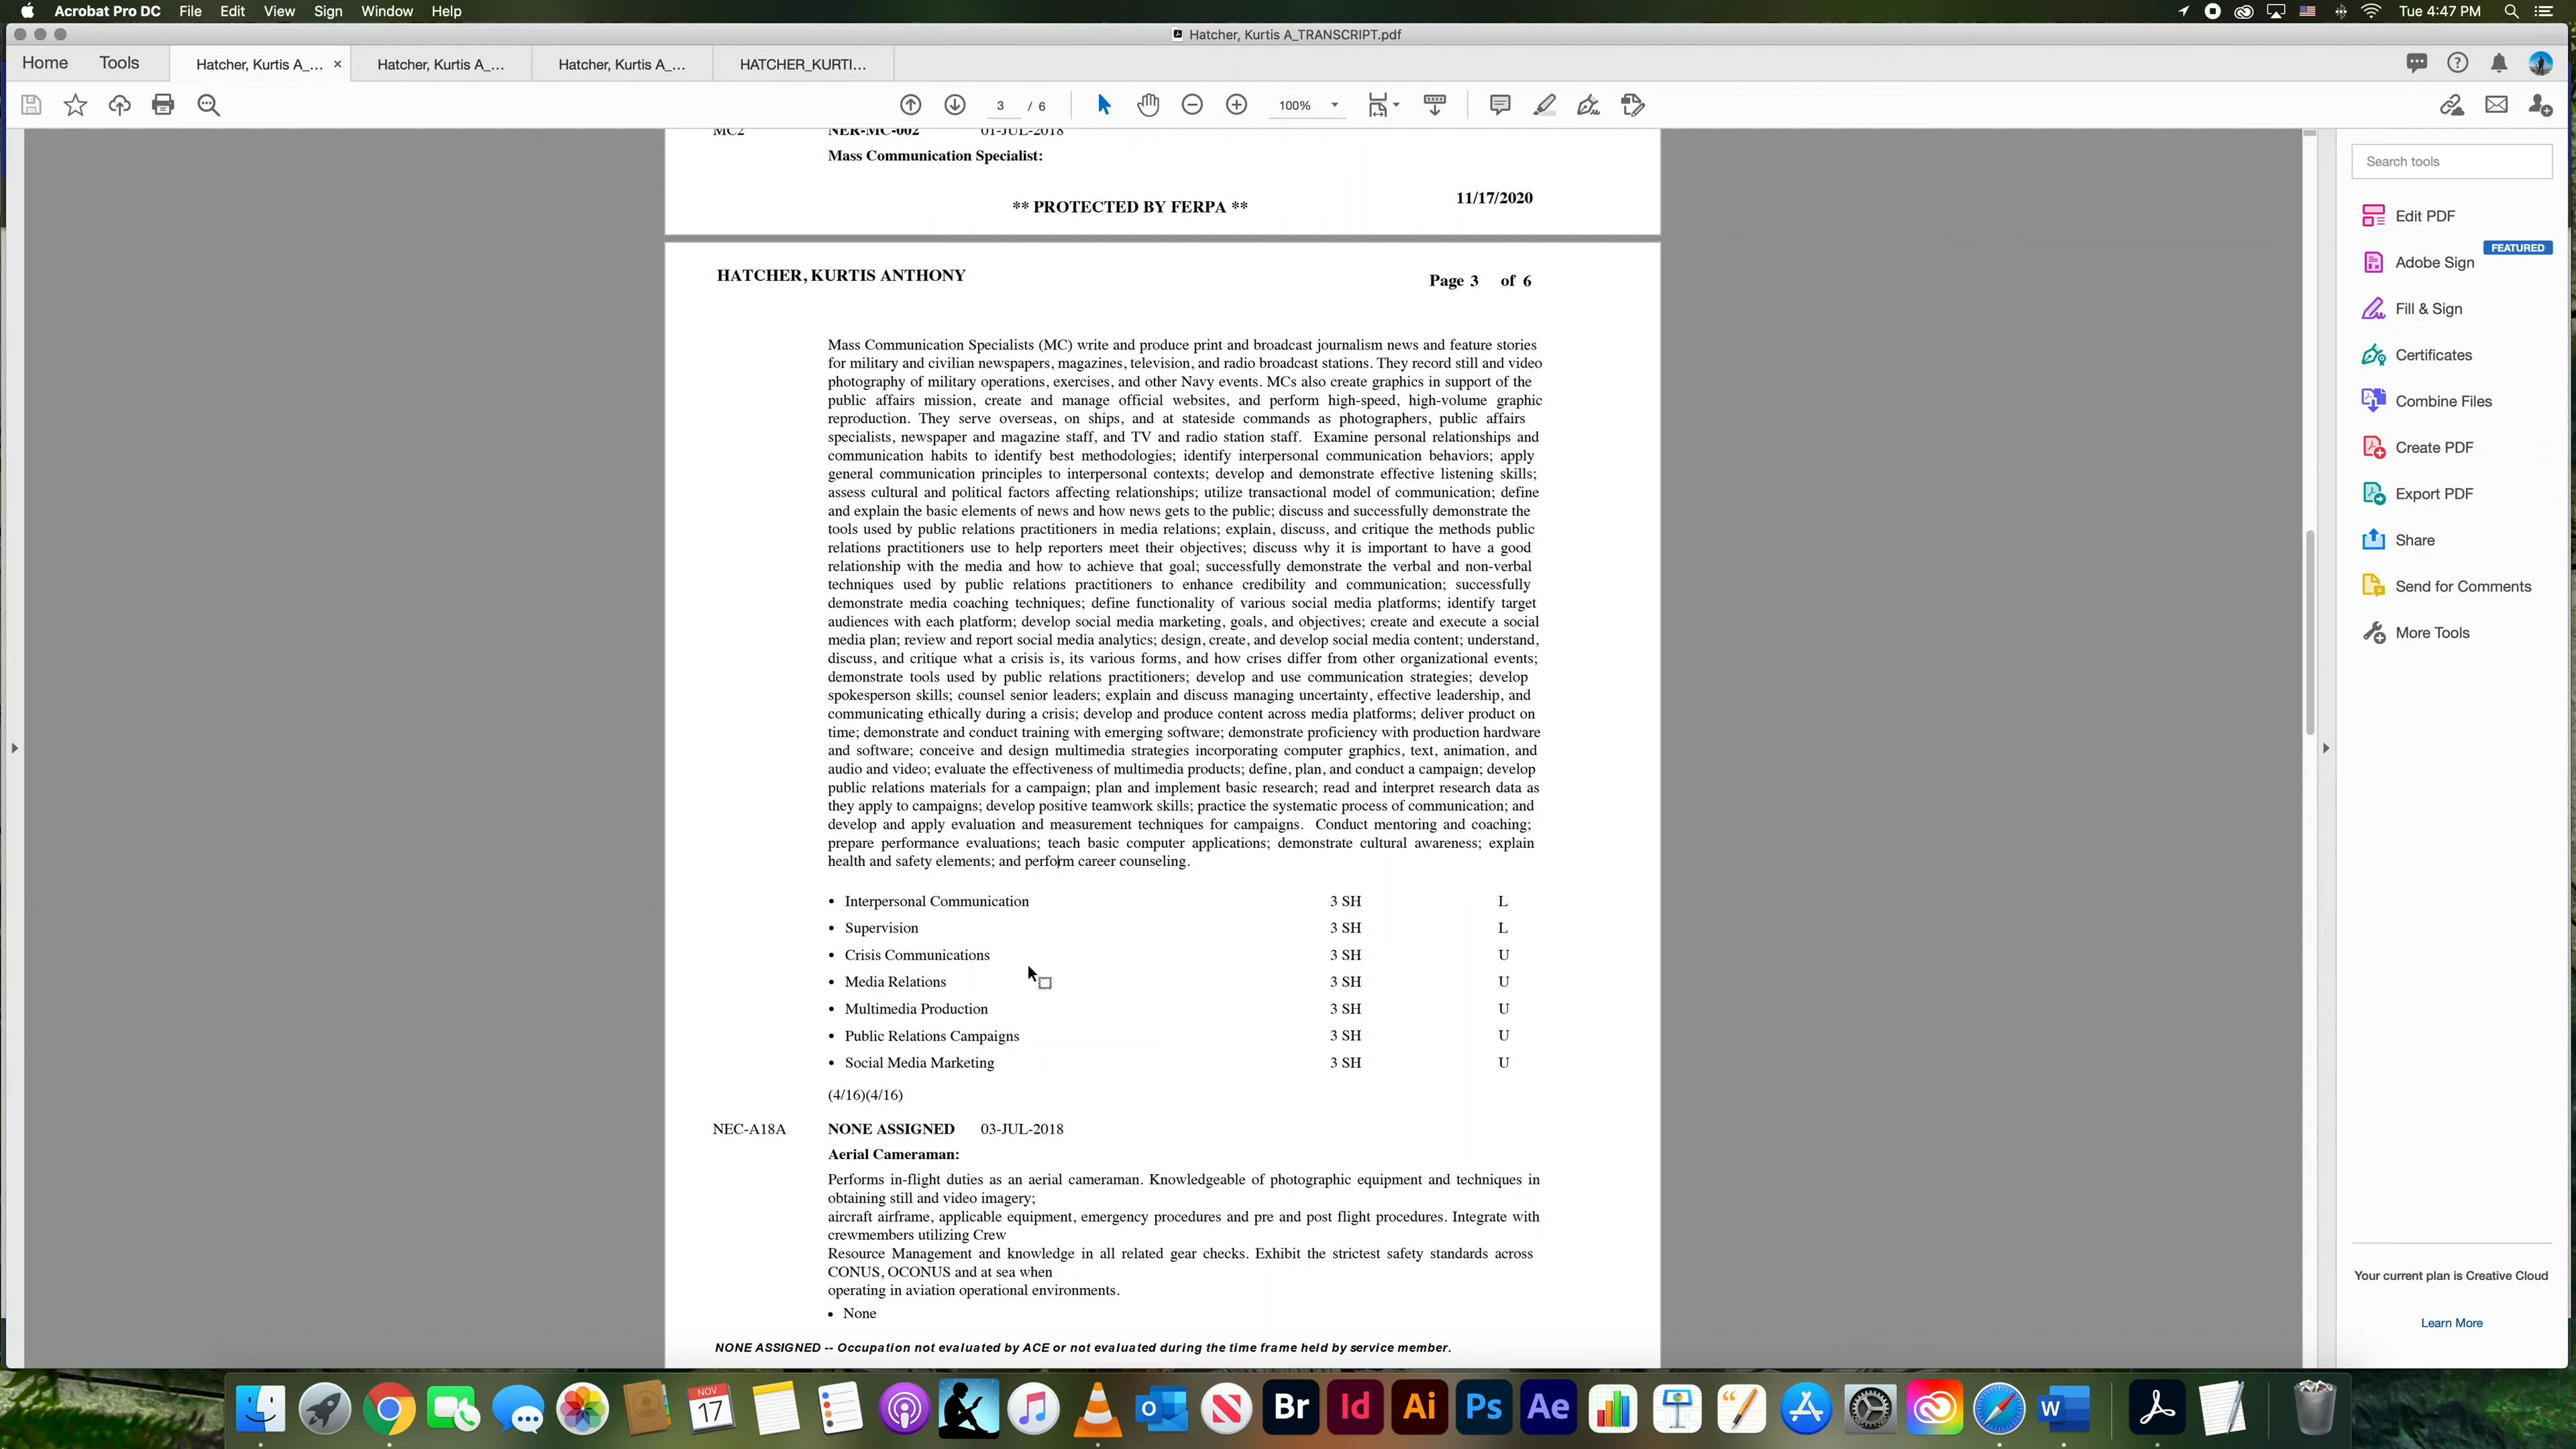 Acrobat Pro DC File Edit View Sign Window Help Tue 4:47 PM
Hatcher, Kurtis A_TRANSCRIPT.pdf
Home Tools Hatcher, Kurtis A_... × Hatcher, Kurtis A_... Hatcher, Kurtis A_... HATCHER_KURTI...
3 / 6 100%
MC2 NER-MC-002 01-JUL-2018
Mass Communication Specialist:
11/17/2020
** PROTECTED BY FERPA **
HATCHER, KURTIS ANTHONY
Page 3 of 6
Mass Communication Specialists (MC) write and produce print and broadcast journalism news and feature stories
for military and civilian newspapers, magazines, television, and radio broadcast stations. They record still and video
photography of military operations, exercises, and other Navy events. MCs also create graphics in support of the
public affairs mission, create and manage official websites, and perform high-speed, high-volume graphic
reproduction. They serve overseas, on ships, and at stateside commands as photographers, public affairs
specialists, newspaper and magazine staff, and TV and radio station staff. Examine personal relationships and
communication habits to identify best methodologies; identify interpersonal communication behaviors; apply
general communication principles to interpersonal contexts; develop and demonstrate effective listening skills;
assess cultural and political factors affecting relationships; utilize transactional model of communication; define
and explain the basic elements of news and how news gets to the public; discuss and successfully demonstrate the
tools used by public relations practitioners in media relations; explain, discuss, and critique the methods public
relations practitioners use to help reporters meet their objectives; discuss why it is important to have a good
relationship with the media and how to achieve that goal; successfully demonstrate the verbal and non-verbal
techniques used by public relations practitioners to enhance credibility and communication; successfully
demonstrate media coaching techniques; define functionality of various social media platforms; identify target
audiences with each platform; develop social media marketing, goals, and objectives; create and execute a social
media plan; review and report social media analytics; design, create, and develop social media content; understand,
discuss, and critique what a crisis is, its various forms, and how crises differ from other organizational events;
demonstrate tools used by public relations practitioners; develop and use communication strategies; develop
spokesperson skills; counsel senior leaders; explain and discuss managing uncertainty, effective leadership, and
communicating ethically during a crisis; develop and produce content across media platforms; deliver product on
time; demonstrate and conduct training with emerging software; demonstrate proficiency with production hardware
and software; conceive and design multimedia strategies incorporating computer graphics, text, animation, and
audio and video; evaluate the effectiveness of multimedia products; define, plan, and conduct a campaign; develop
public relations materials for a campaign; plan and implement basic research; read and interpret research data as
they apply to campaigns; develop positive teamwork skills; practice the systematic process of communication; and
develop and apply evaluation and measurement techniques for campaigns. Conduct mentoring and coaching;
prepare performance evaluations; teach basic computer applications; demonstrate cultural awareness; explain
health and safety elements; and perform career counseling.
• Interpersonal Communication 3 SH L
• Supervision 3 SH L
• Crisis Communications 3 SH U
• Media Relations 3 SH U
• Multimedia Production 3 SH U
• Public Relations Campaigns 3 SH U
• Social Media Marketing 3 SH U
(4/16)(4/16)
NEC-A18A NONE ASSIGNED 03-JUL-2018
Aerial Cameraman:
Performs in-flight duties as an aerial cameraman. Knowledgeable of photographic equipment and techniques in
obtaining still and video imagery;
aircraft airframe, applicable equipment, emergency procedures and pre and post flight procedures. Integrate with
crewmembers utilizing Crew
Resource Management and knowledge in all related gear checks. Exhibit the strictest safety standards across
CONUS, OCONUS and at sea when
operating in aviation operational environments.
• None
NONE ASSIGNED -- Occupation not evaluated by ACE or not evaluated during the time frame held by service member.
Search tools
Edit PDF
FEATURED
Adobe Sign
Fill & Sign
Certificates
Combine Files
Create PDF
Export PDF
Share
Send for Comments
More Tools
Your current plan is Creative Cloud
Learn More
NOV
17 Br Id Ai Ps Ae W